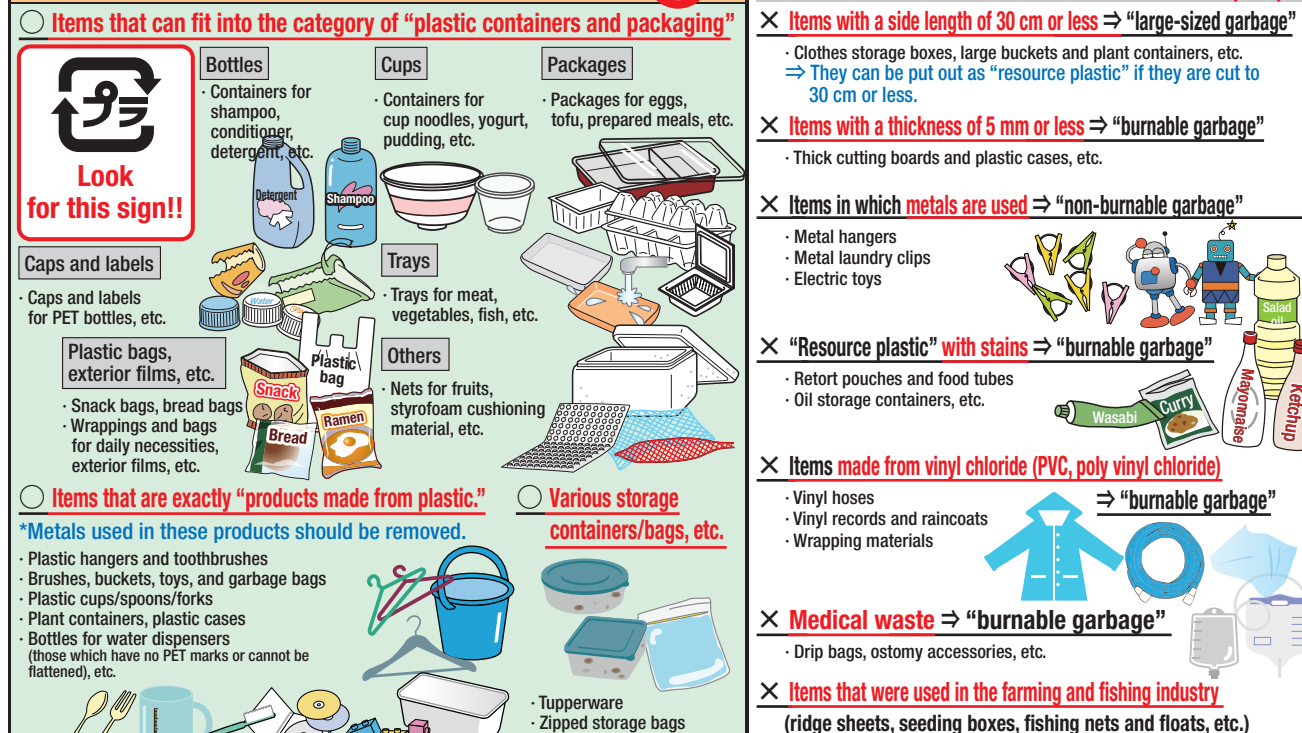 ○ Items that can fit into the category of “plastic containers and packaging”
プラ
Look
for this sign!!
Bottles
· Containers for
shampoo,
conditioner,
detergent, etc.
Detergent
Shampoo
Cups
· Containers for
cup noodles, yogurt,
pudding, etc.
Packages
· Packages for eggs,
tofu, prepared meals, etc.
Caps and labels
· Caps and labels
for PET bottles, etc.
Water
Trays
· Trays for meat,
vegetables, fish, etc.
Plastic bags,
exterior films, etc.
· Snack bags, bread bags
· Wrappings and bags
for daily necessities,
exterior films, etc.
Plastic
bag
Snack
Bread
Ramen
Others
· Nets for fruits,
styrofoam cushioning
material, etc.
○ Items that are exactly “products made from plastic.”
*Metals used in these products should be removed.
· Plastic hangers and toothbrushes
· Brushes, buckets, toys, and garbage bags
· Plastic cups/spoons/forks
· Plant containers, plastic cases
· Bottles for water dispensers
(those which have no PET marks or cannot be
flattened), etc.
○ Various storage
containers/bags, etc.
· Tupperware
· Zipped storage bags
× Items with a side length of 30 cm or less ⇒ “large-sized garbage”
· Clothes storage boxes, large buckets and plant containers, etc.
⇒ They can be put out as “resource plastic” if they are cut to
30 cm or less.
× Items with a thickness of 5 mm or less ⇒ “burnable garbage”
· Thick cutting boards and plastic cases, etc.
× Items in which metals are used ⇒ “non-burnable garbage”
· Metal hangers
· Metal laundry clips
· Electric toys
Salad
oil
× “Resource plastic” with stains ⇒ “burnable garbage”
· Retort pouches and food tubes
· Oil storage containers, etc.
Wasabi
Curry
Mayonnaise
Ketchup
× Items made from vinyl chloride (PVC, poly vinyl chloride)
⇒ “burnable garbage”
· Vinyl hoses
· Vinyl records and raincoats
· Wrapping materials
× Medical waste ⇒ “burnable garbage”
· Drip bags, ostomy accessories, etc.
× Items that were used in the farming and fishing industry
(ridge sheets, seeding boxes, fishing nets and floats, etc.)